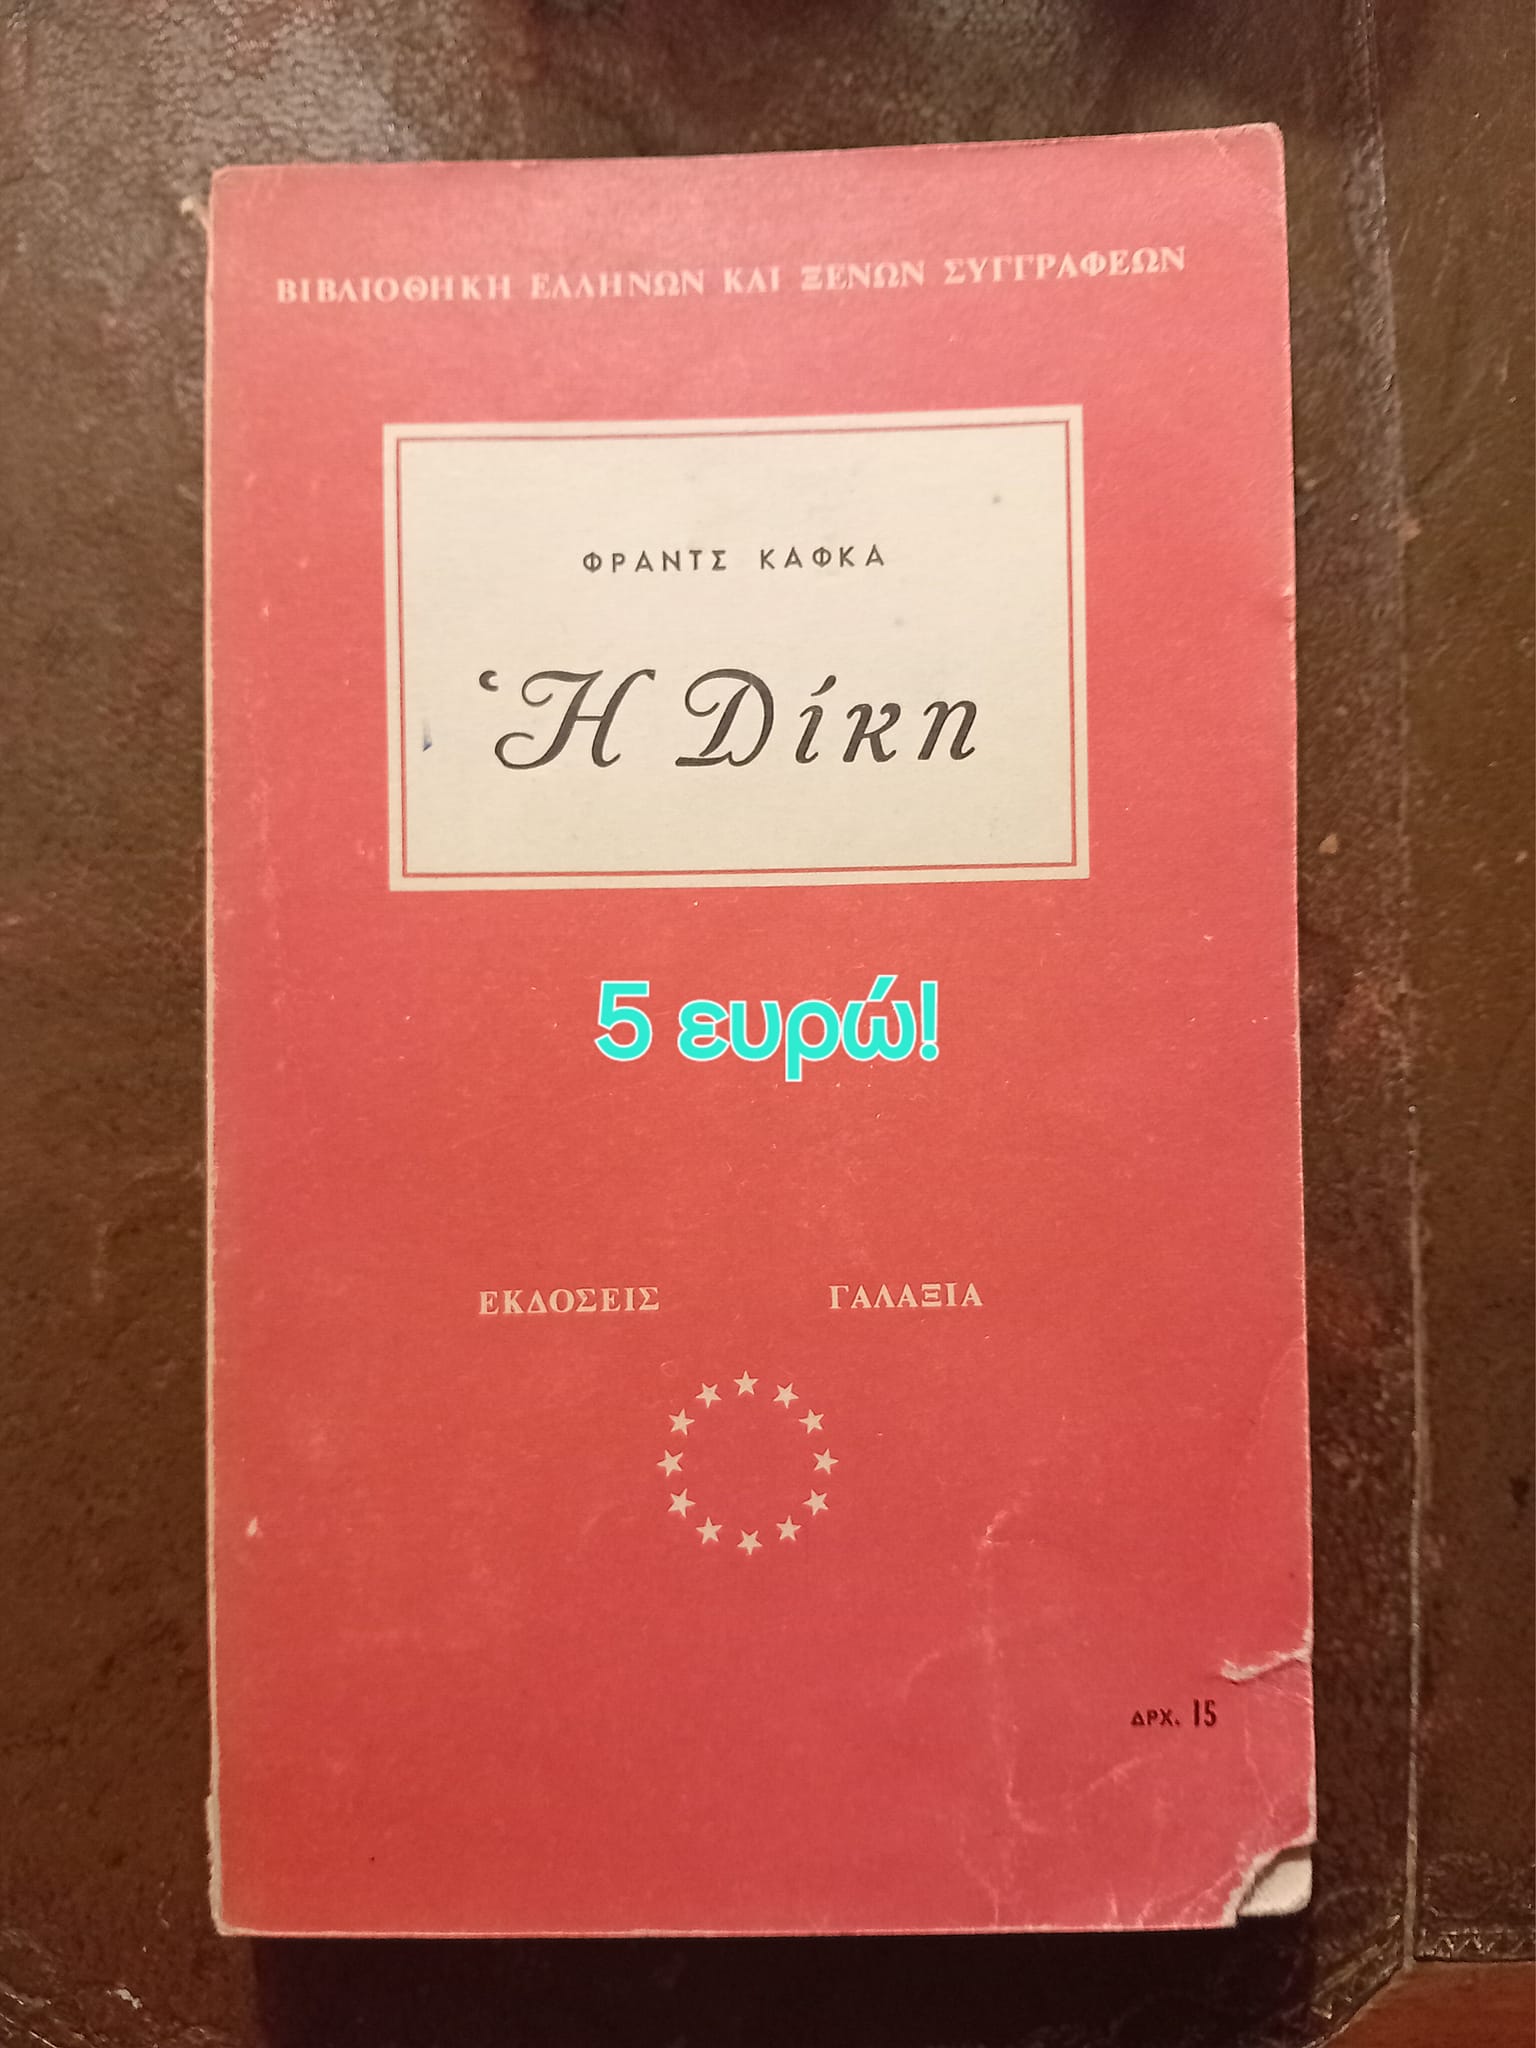 ΒΙΒΛΙΟΘΗΚΗ ΕΛΛΗΝΩΝ ΚΑΙ ΞΕΝΩΝ ΣΥΓΓΡΑΦΕΩΝ
ΦΡΑΝΤΣ ΚΑΦΚΑ
Ἡ Δίκη
5 ευρώ!
ΕΚΔΟΣΕΙΣ ΓΑΛΑΞΙΑ
ΔΡΧ. 15